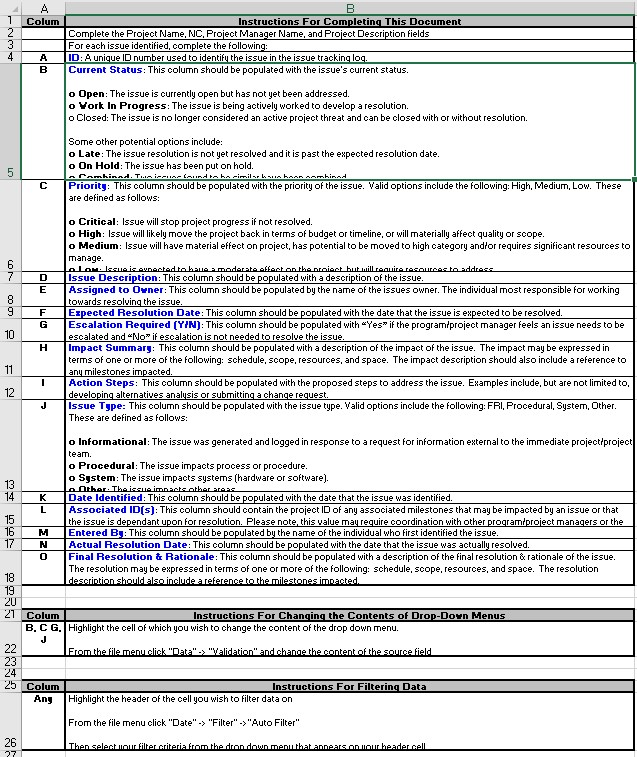 A B
1 Colum Instructions For Completing This Document
2 Complete the Project Name, NC, Project Manager Name, and Project Description fields
3 For each issue identified, complete the following:
4 A ID: A unique ID number used to identify the issue in the issue tracking log.
B Current Status: This column should be populated with the issue's current status.
o Open: The issue is currently open but has not yet been addressed.
o Work In Progress: The issue is being actively worked to develop a resolution.
o Closed: The issue is no longer considered an active project threat and can be closed with or without resolution.
Some other potential options include:
o Late: The issue resolution is not yet resolved and it is past the expected resolution date.
o On Hold: The issue has been put on hold.
5 o Combined: Two issues found to be similar have been combined.
C Priority: This column should be populated with the priority of the issue. Valid options include the following: High, Medium, Low. These
are defined as follows:
o Critical: Issue will stop project progress if not resolved.
o High: Issue will likely move the project back in terms of budget or timeline, or will materially affect quality or scope.
o Medium: Issue will have material effect on project, has potential to be moved to high category and/or requires significant resources to
manage.
6 o Low: Issue is expected to have a moderate effect on the project, but will require resources to address.
7 D Issue Description: This column should be populated with a description of the issue.
E Assigned to Owner: This column should be populated by the name of the issues owner. The individual most responsible for working
8 towards resolving the issue.
9 F Expected Resolution Date: This column should be populated with the date that the issue is expected to be resolved.
G Escalation Required (Y/N): This column should be populated with “Yes” if the program/project manager feels an issue needs to be
10 escalated and “No” if escalation is not needed to resolve the issue.
H Impact Summary: This column should be populated with a description of the impact of the issue. The impact may be expressed in
terms of one or more of the following: schedule, scope, resources, and space. The impact description should also include a reference to
11 any milestones impacted.
I Action Steps: This column should be populated with the proposed steps to address the issue. Examples include, but are not limited to,
12 developing alternatives analysis or submitting a change request.
J Issue Type: This column should be populated with the issue type. Valid options include the following: FRI, Procedural, System, Other.
These are defined as follows:
o Informational: The issue was generated and logged in response to a request for information external to the immediate project/project
team.
o Procedural: The issue impacts process or procedure.
o System: The issue impacts systems (hardware or software).
13 o Other: The issue impacts other areas.
14 K Date Identified: This column should be populated with the date that the issue was identified.
L Associated ID(s): This column should contain the project ID of any associated milestones that may be impacted by an issue or that
15 the issue is dependant upon for resolution. Please note, this value may require coordination with other program/project managers or the
16 M Entered By: This column should be populated by the name of the individual who first identified the issue.
17 N Actual Resolution Date: This column should be populated with the date that the issue was actually resolved.
O Final Resolution & Rationale: This column should be populated with a description of the final resolution & rationale of the issue.
The resolution may be expressed in terms of one or more of the following: schedule, scope, resources, and space. The resolution
18 description should also include a reference to the milestones impacted.
19
20
21 Colum Instructions For Changing the Contents of Drop-Down Menus
B, C G, Highlight the cell of which you wish to change the content of the drop down menu.
J
22 From the file menu click "Data" -> "Validation" and change the content of the source field
23
24
25 Colum Instructions For Filtering Data
Any Highlight the header of the cell you wish to filter data on
From the file menu click "Date" -> "Filter" ->"Auto Filter"
26 Then select your filter criteria from the drop down menu that appears on your header cell
27